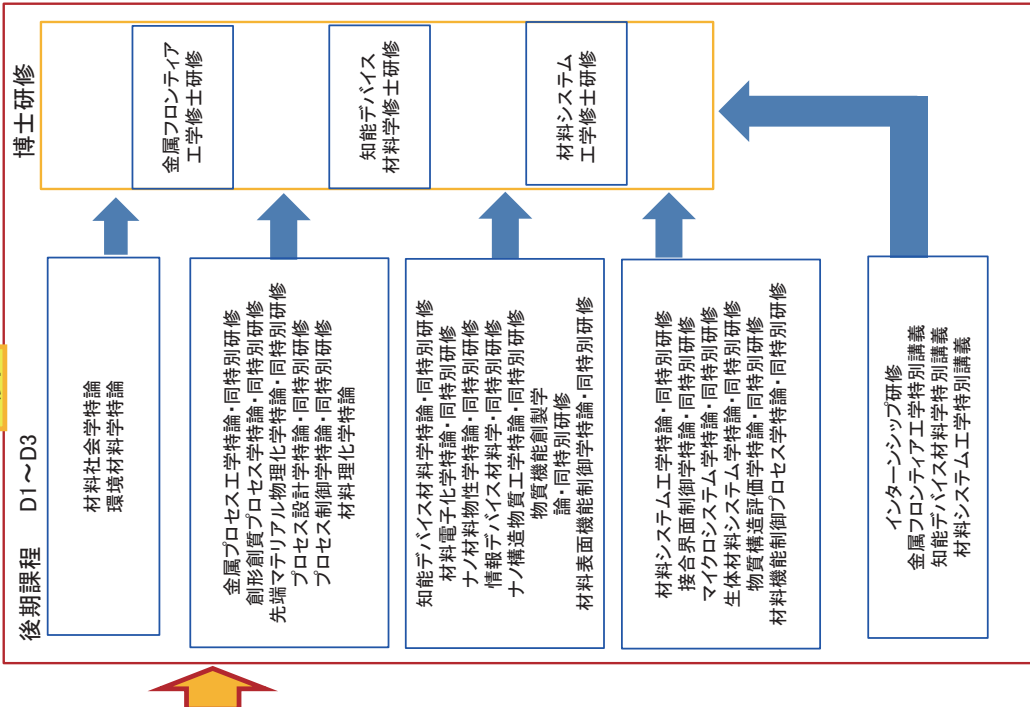 後期課程 D1～D3
材料社会学特論
環境材料学特論
金属プロセス工学特論・同特別研修
創形創質プロセス学特論・同特別研修
先端マテリアル物理化学特論・同特別研修
プロセス設計学特論・同特別研修
プロセス制御学特論・同特別研修
材料理化学特論
知能デバイス材料学特論・同特別研修
材料電子化学特論・同特別研修
ナノ材料物性学特論・同特別研修
情報デバイス材料学・同特別研修
ナノ構造物質工学特論・同特別研修
物質機能創製学
論・同特別研修
材料表面機能制御学特論・同特別研修
材料システム工学特論・同特別研修
接合界面制御学特論・同特別研修
マイクロシステム学特論・同特別研修
生体材料システム学特論・同特別研修
物質構造評価学特論・同特別研修
材料機能制御プロセス学特論・同特別研修
インターンシップ研修
金属フロンティア工学特別講義
知能デバイス材料学特別講義
材料システム工学特別講義
博士研修
金属フロンティア
工学修士研修
知能デバイス
材料学修士研修
材料システム
工学修士研修